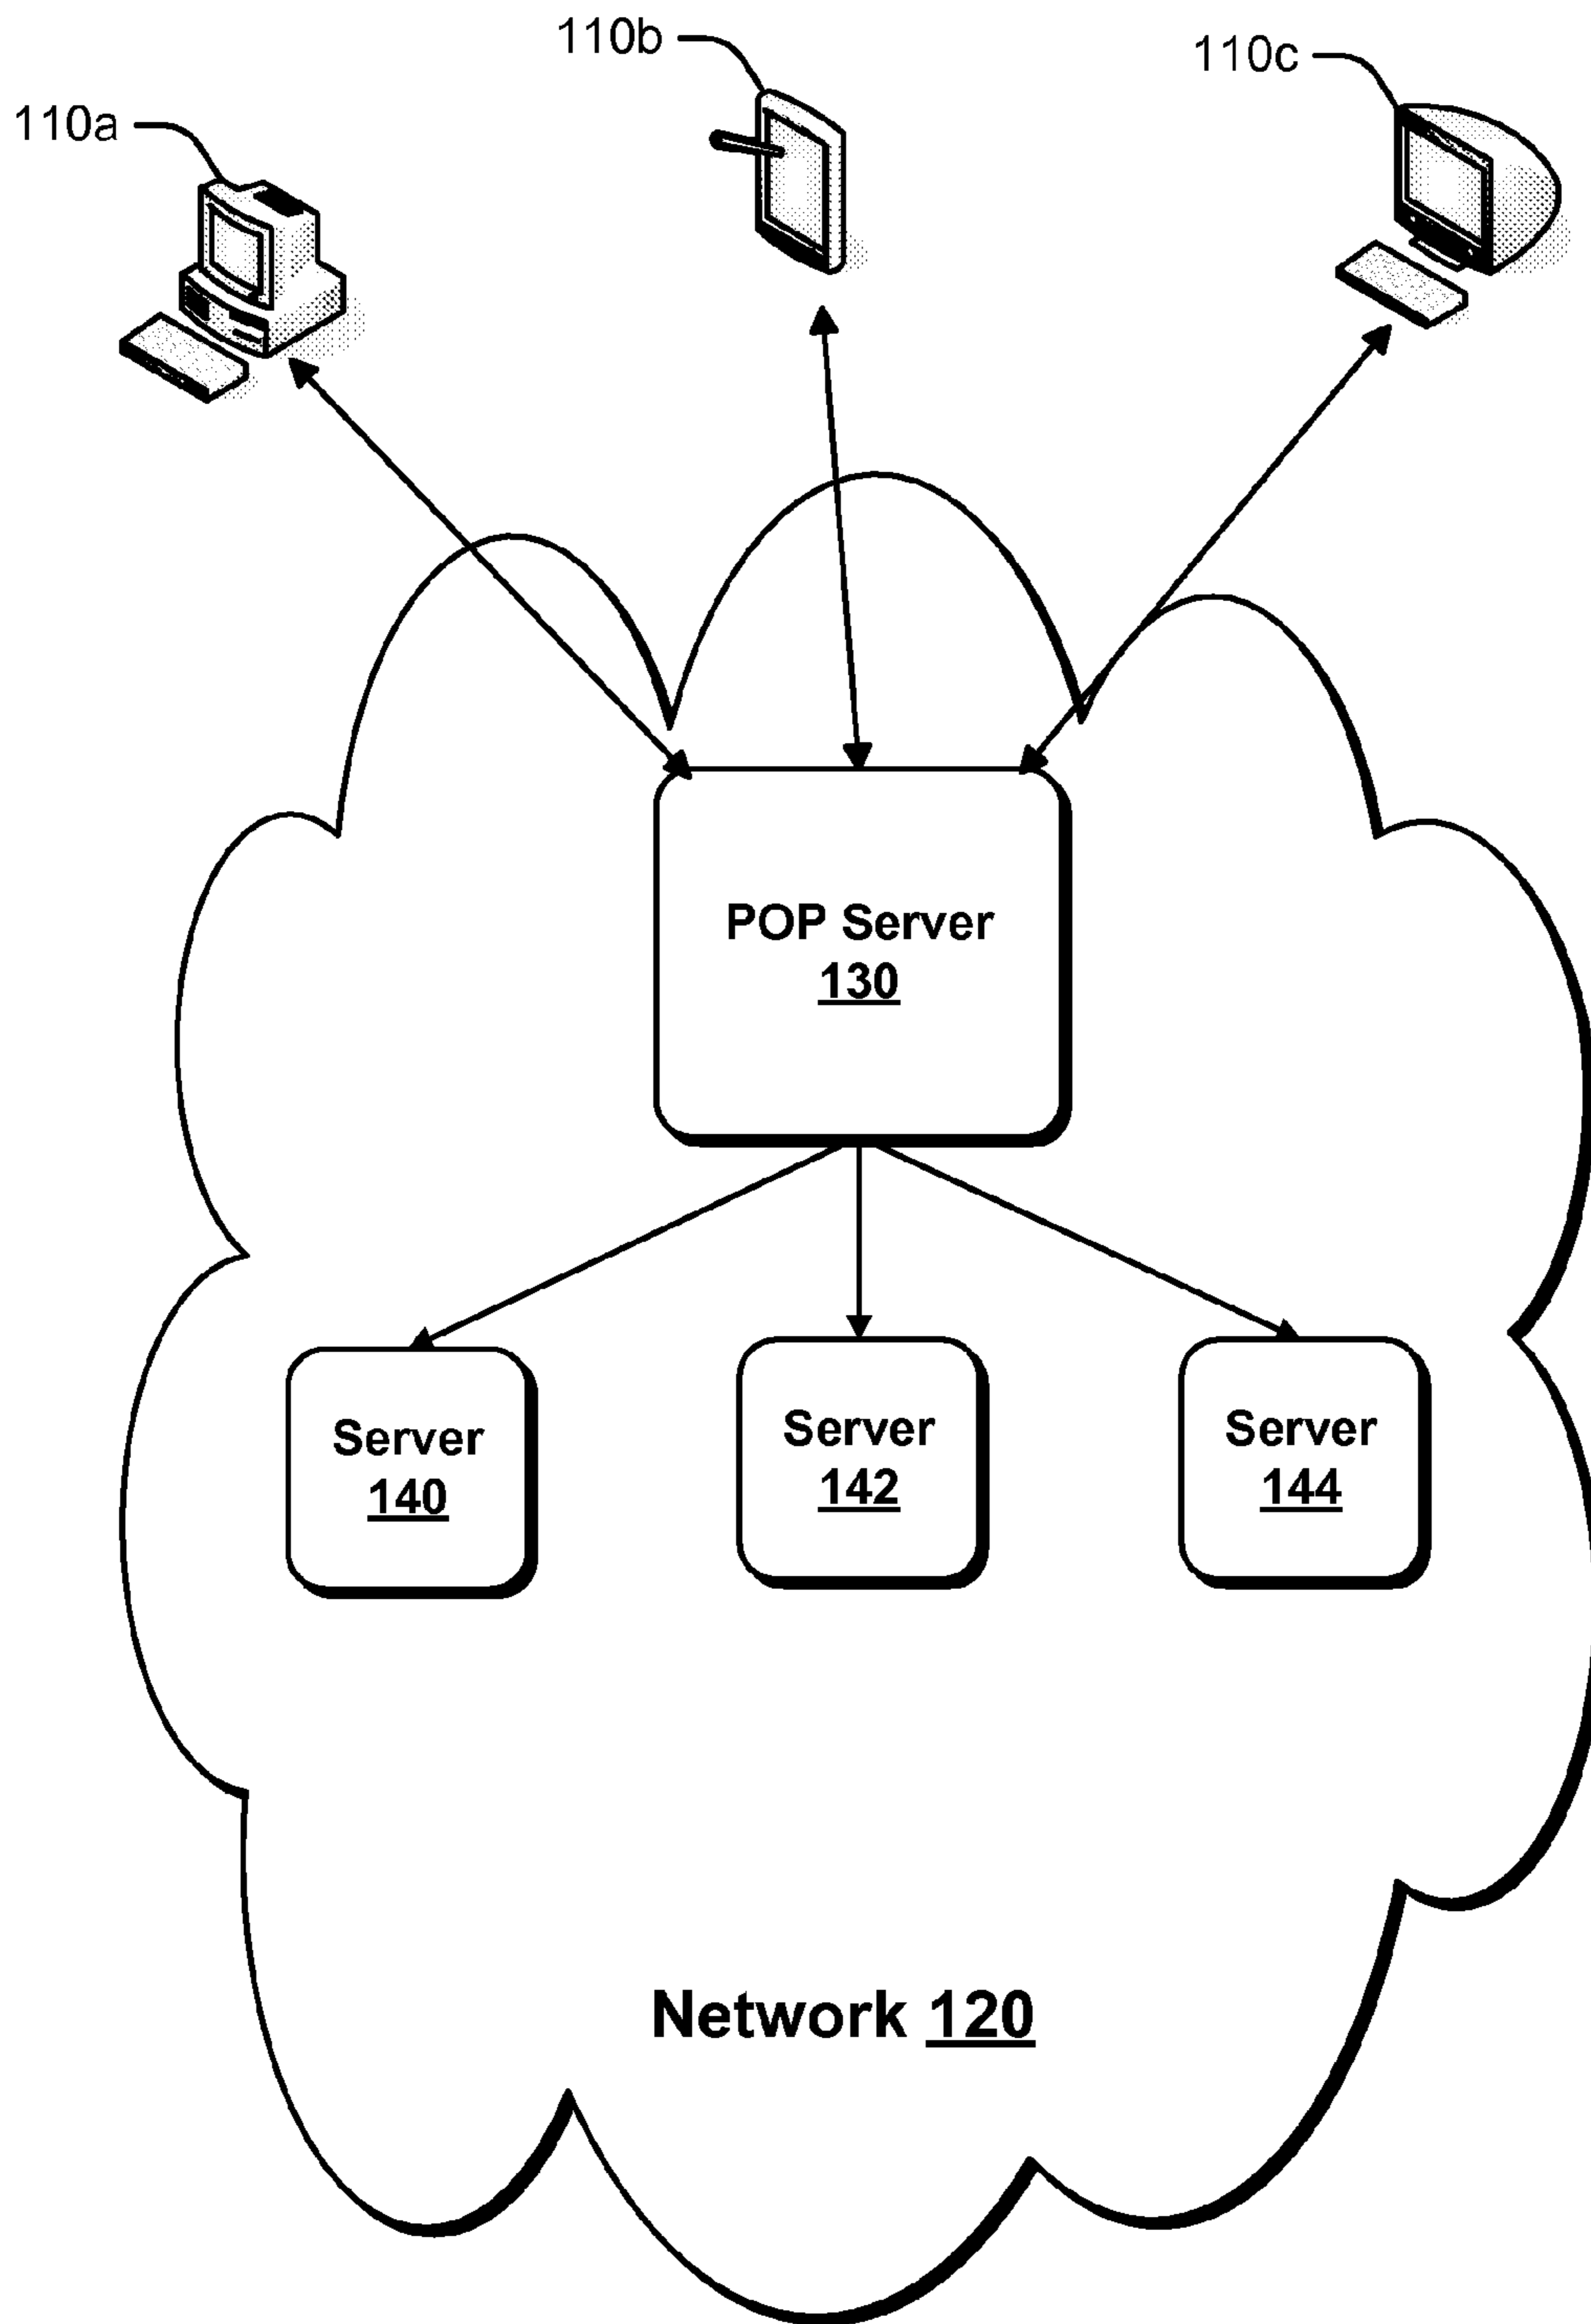 110b
110c
110a
POP Server
130
Server
140
Server
142
Server
144
Network 120